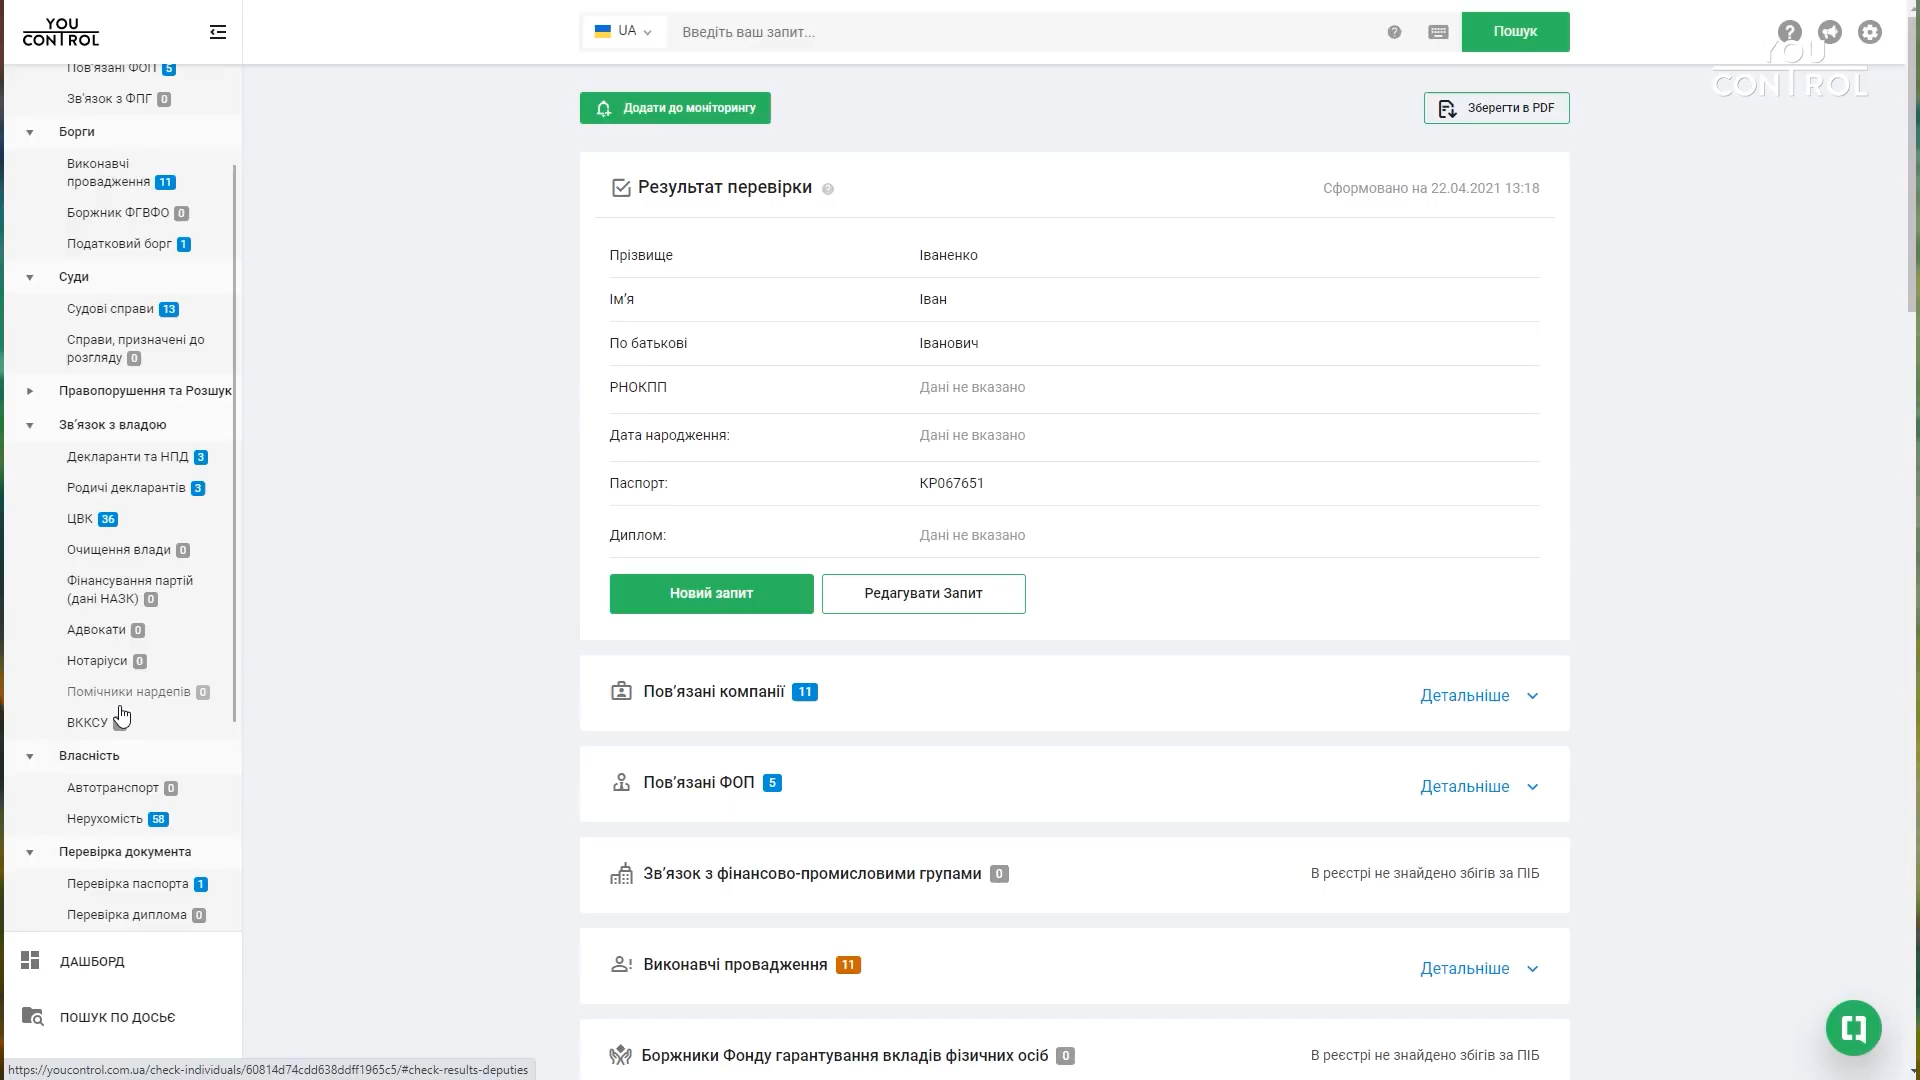 YOU
CONTROL
UA
Введіть ваш запит...
Пошук
YOU
CONTROL
Пов'язані ФОП 5
Зв'язок з ФПГ 0
Борги
Виконавчі
провадження 11
Боржник ФГВФО 0
Податковий борг 1
Суди
Судові справи 13
Справи, призначені до
розгляду 0
Правопорушення та Розшук
Зв’язок з владою
Декларанти та НПД 3
Родичі декларантів 3
ЦВК 36
Очищення влади 0
Фінансування партій
(дані НАЗК) 0
Адвокати 0
Нотаріуси 0
Помічники нардепів 0
ВККСУ
Власність
Автотранспорт 0
Нерухомість 58
Перевірка документа
Перевірка паспорта 1
Перевірка диплома 0
ДАШБОРД
ПОШУК ПО ДОСЬЄ
Додати до моніторингу
Зберегти в PDF
Результат перевірки
Сформовано на 22.04.2021 13:18
Прізвище Іваненко
Ім’я Іван
По батькові Іванович
РНОКПП Дані не вказано
Дата народження: Дані не вказано
Паспорт: КР067651
Диплом: Дані не вказано
Новий запит
Редагувати Запит
Пов’язані компанії 11 Детальніше
Пов’язані ФОП 5 Детальніше
Зв’язок з фінансово-промисловими групами 0 В реєстрі не знайдено збігів за ПІБ
Виконавчі провадження 11 Детальніше
Боржники Фонду гарантування вкладів фізичних осіб 0 В реєстрі не знайдено збігів за ПІБ
https://youcontrol.com.ua/check-individuals/60814d74cdd638ddff1965c5/#check-results-deputies